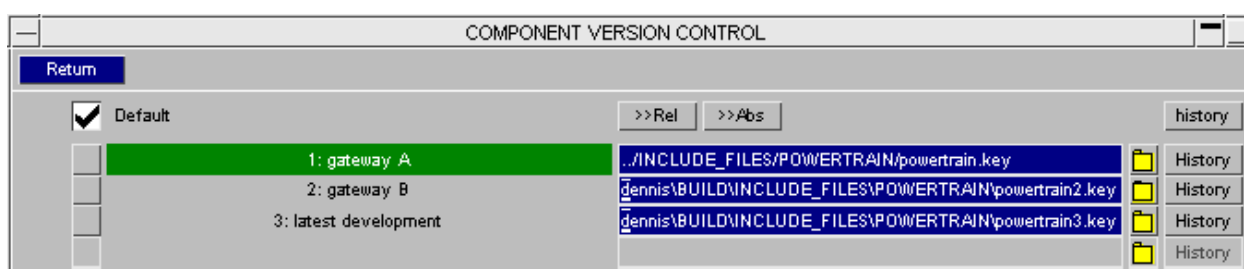 COMPONENT VERSION CONTROL
Return
Default >>Rel >>Abs history
1: gateway A ../INCLUDE_FILES/POWERTRAIN/powertrain.key History
2: gateway B dennis\BUILD\INCLUDE_FILES\POWERTRAIN\powertrain2.key History
3: latest development dennis\BUILD\INCLUDE_FILES\POWERTRAIN\powertrain3.key History
History